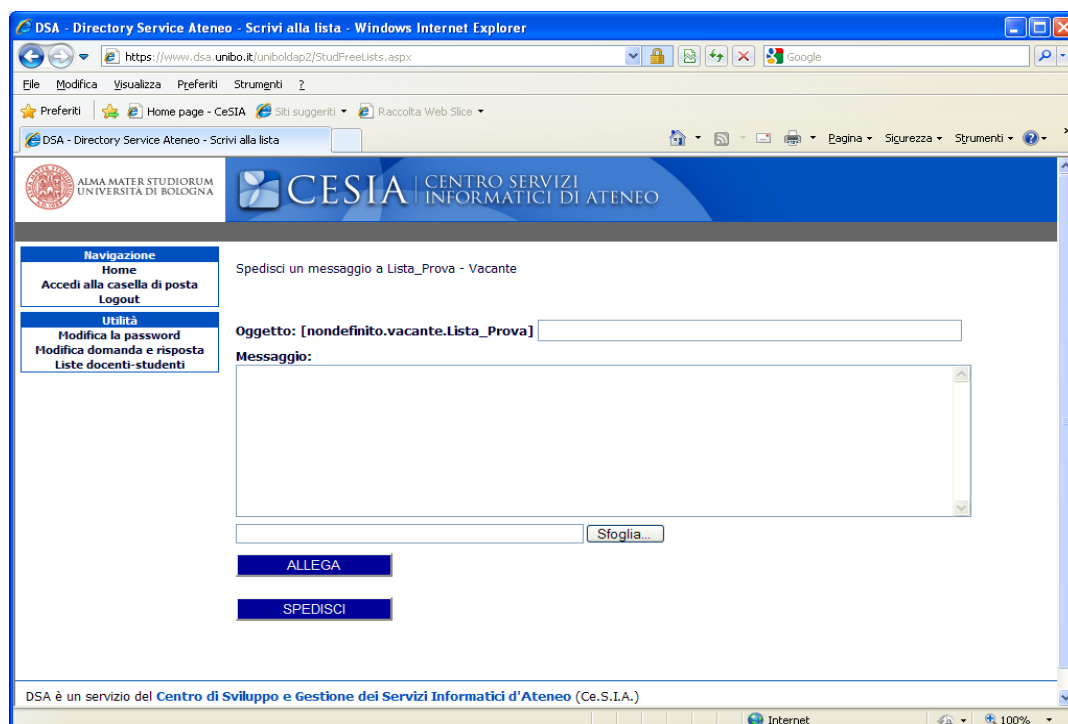 DSA - Directory Service Ateneo - Scrivi alla lista - Windows Internet Explorer
https://www.dsa.unibo.it/uniboldap2/StudFreeLists.aspx
Google
File Modifica Visualizza Preferiti Strumenti ?
Preferiti Home page - CeSIA Siti suggeriti Raccolta Web Slice
DSA - Directory Service Ateneo - Scrivi alla lista
Pagina Sicurezza Strumenti
ALMA MATER STUDIORUM
UNIVERSITÀ DI BOLOGNA
CESIA
CENTRO SERVIZI
INFORMATICI DI ATENEO
Navigazione
Home
Accedi alla casella di posta
Logout
Utilità
Modifica la password
Modifica domanda e risposta
Liste docenti-studenti
Spedisci un messaggio a Lista_Prova - Vacante
Oggetto: [nondefinito.vacante.Lista_Prova]
Messaggio:
Sfoglia...
ALLEGA
SPEDISCI
DSA è un servizio del Centro di Sviluppo e Gestione dei Servizi Informatici d'Ateneo (Ce.S.I.A.)
Internet
100%